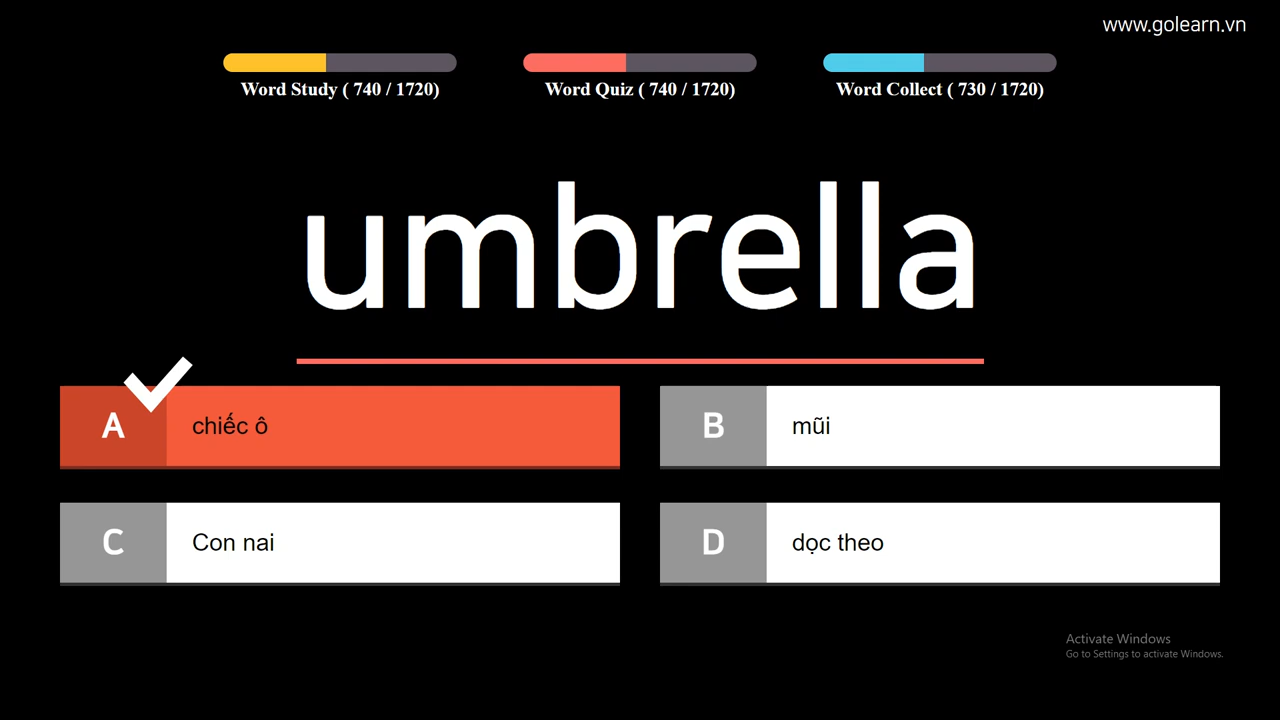 www.golearn.vn
Word Study ( 740 / 1720)
Word Quiz ( 740 / 1720)
Word Collect ( 730 / 1720)
umbrella
A chiếc ô
B mũi
C Con nai
D dọc theo
Activate Windows
Go to Settings to activate Windows.